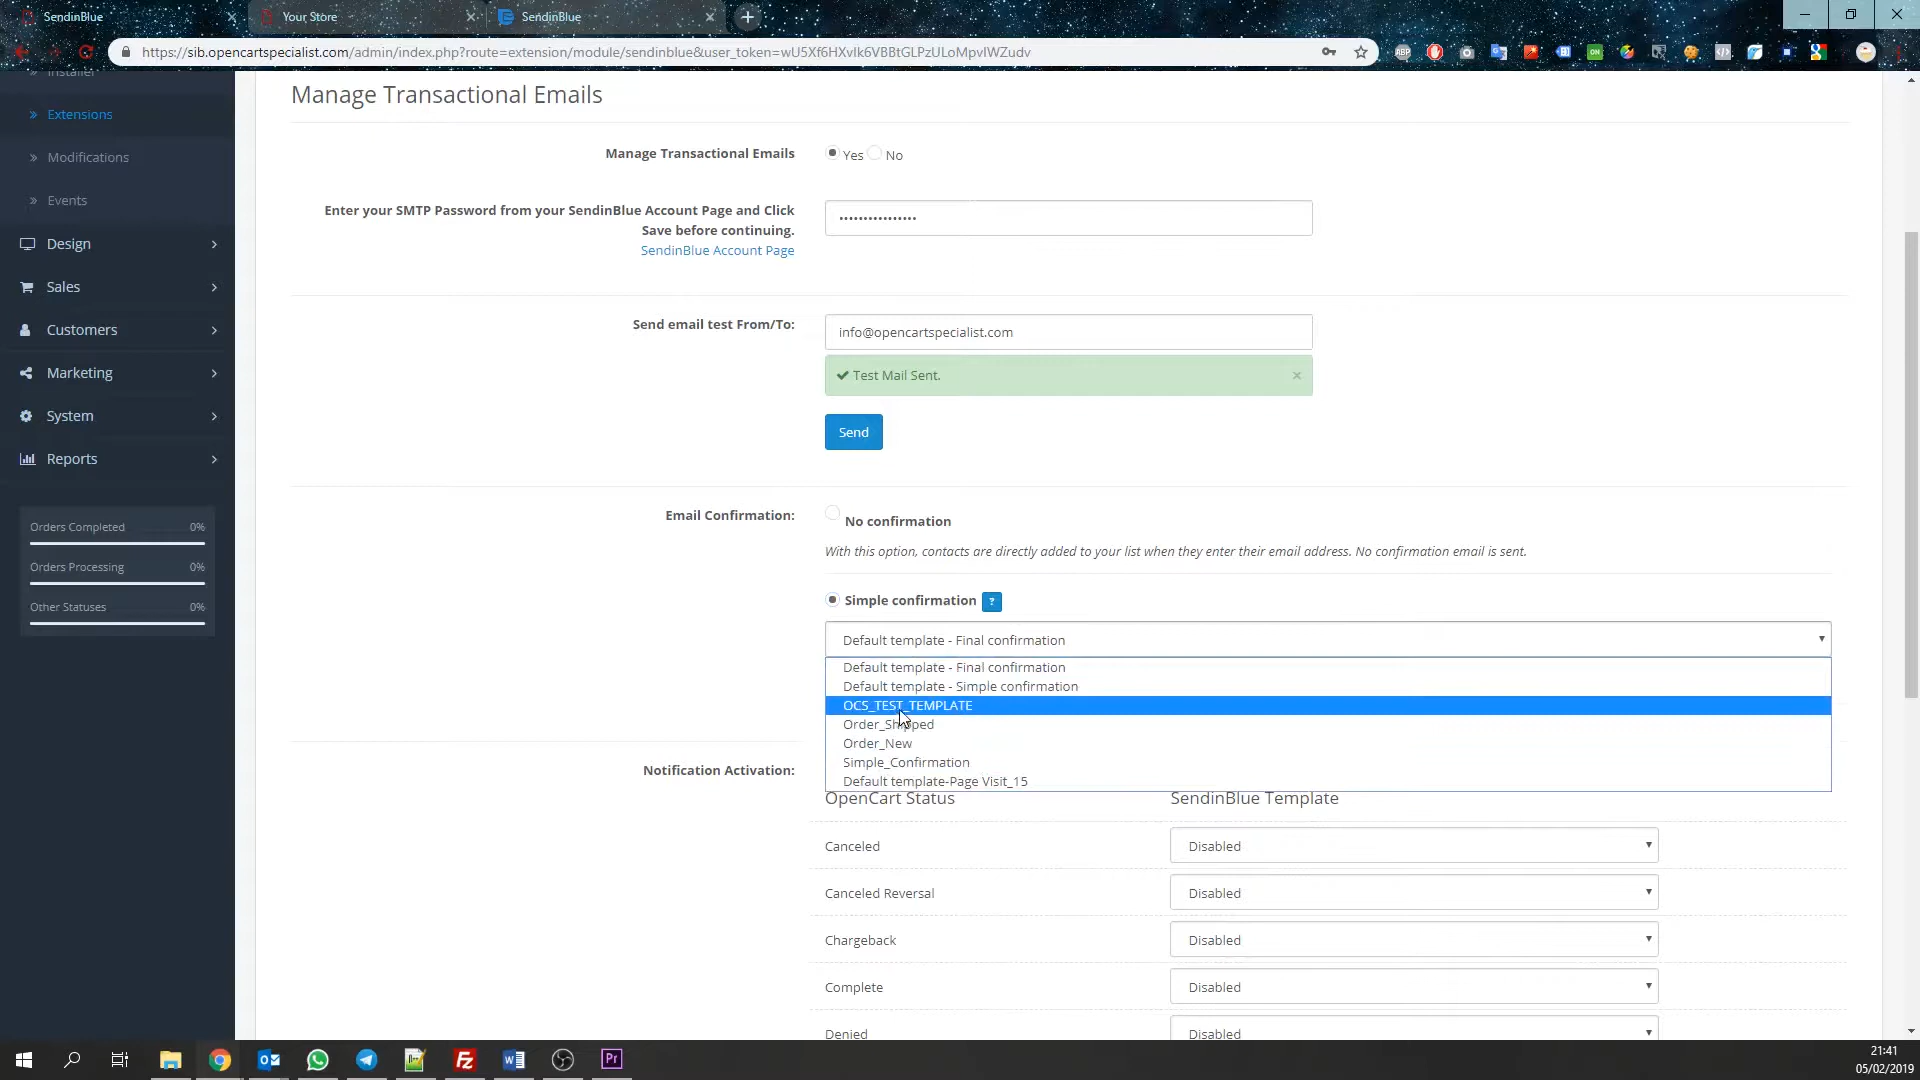 SendinBlue
Your Store
SendinBlue
https://sib.opencartspecialist.com/admin/index.php?route=extension/module/sendinblue&user_token=wU5Xf6HXvIk6VBBtGLPzULoMpvIWZudv
Installer
Extensions
Modifications
Events
Design
Sales
Customers
Marketing
System
Reports
Orders Completed 0%
Orders Processing 0%
Other Statuses 0%
Manage Transactional Emails
Manage Transactional Emails Yes No
Enter your SMTP Password from your SendinBlue Account Page and Click
Save before continuing.
SendinBlue Account Page
Send email test From/To: info@opencartspecialist.com
Test Mail Sent. ×
Send
Email Confirmation: No confirmation
With this option, contacts are directly added to your list when they enter their email address. No confirmation email is sent.
Simple confirmation ?
Default template - Final confirmation
Default template - Final confirmation
Default template - Simple confirmation
OCS_TEST_TEMPLATE
Order_Shipped
Order_New
Simple_Confirmation
Default template-Page Visit_15
Notification Activation:
OpenCart Status SendinBlue Template
Canceled Disabled
Canceled Reversal Disabled
Chargeback Disabled
Complete Disabled
Denied Disabled
21:41
05/02/2019